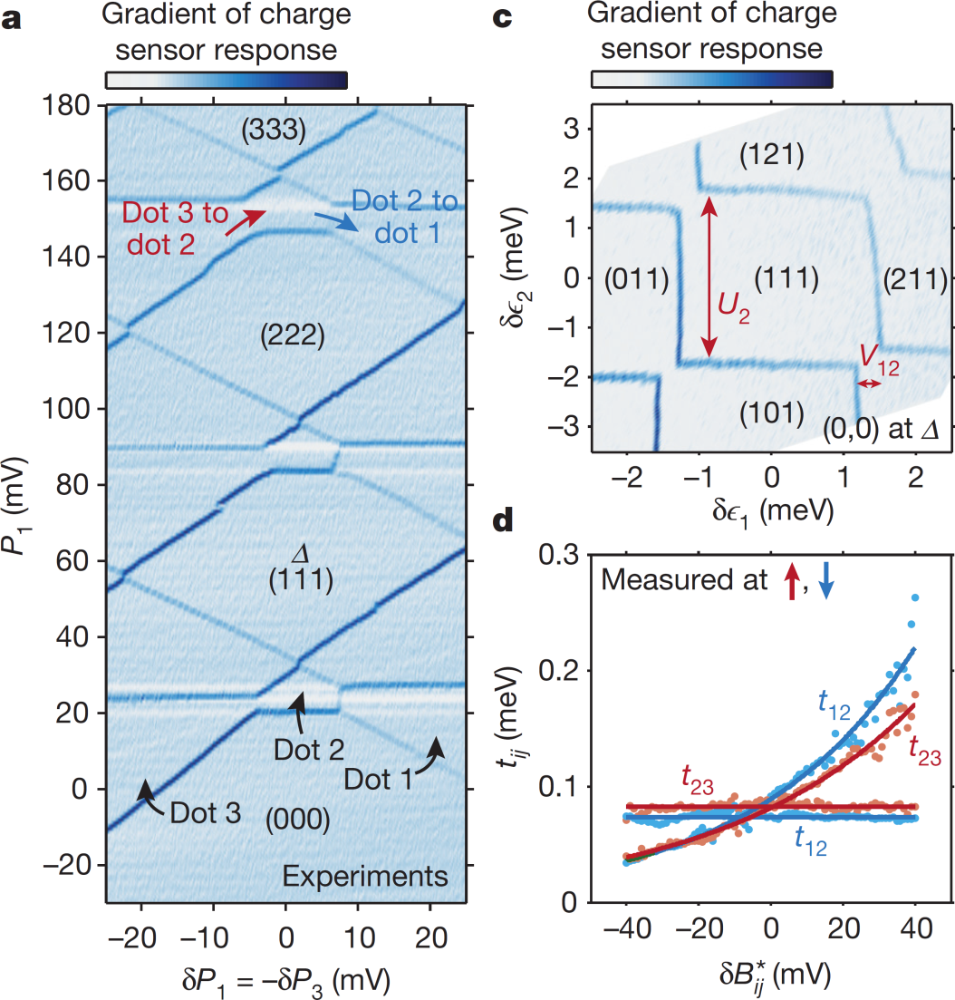 a
Gradient of charge
sensor response
180
160
140
120
100
80
60
40
20
0
−20
P1 (mV)
(333)
Dot 3 to
dot 2
Dot 2 to
dot 1
(222)
Δ
(111)
Dot 2
Dot 1
Dot 3
(000)
Experiments
−20 −10 0 10 20
δP1 = −δP3 (mV)
c
Gradient of charge
sensor response
3
2
1
0
−1
−2
−3
δϵ2 (meV)
(121)
(011)
(111)
(211)
U2
V12
(101)
(0,0) at Δ
−2 −1 0 1 2
δϵ1 (meV)
d
0.3
0.2
0.1
0
tij (meV)
Measured at ↑, ↓
t12
t23
t23
t12
−40 −20 0 20 40
δB*ij (mV)